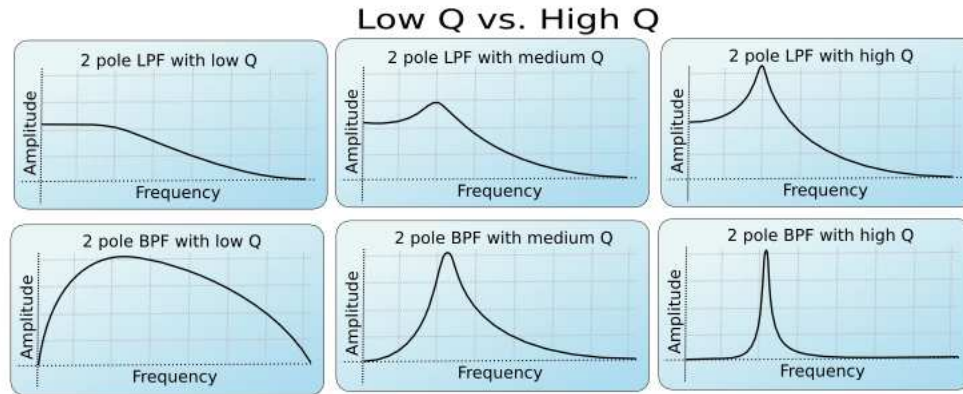 Low Q vs. High Q
2 pole LPF with low Q
Amplitude
Frequency
2 pole LPF with medium Q
Amplitude
Frequency
2 pole LPF with high Q
Amplitude
Frequency
2 pole BPF with low Q
Amplitude
Frequency
2 pole BPF with medium Q
Amplitude
Frequency
2 pole BPF with high Q
Amplitude
Frequency